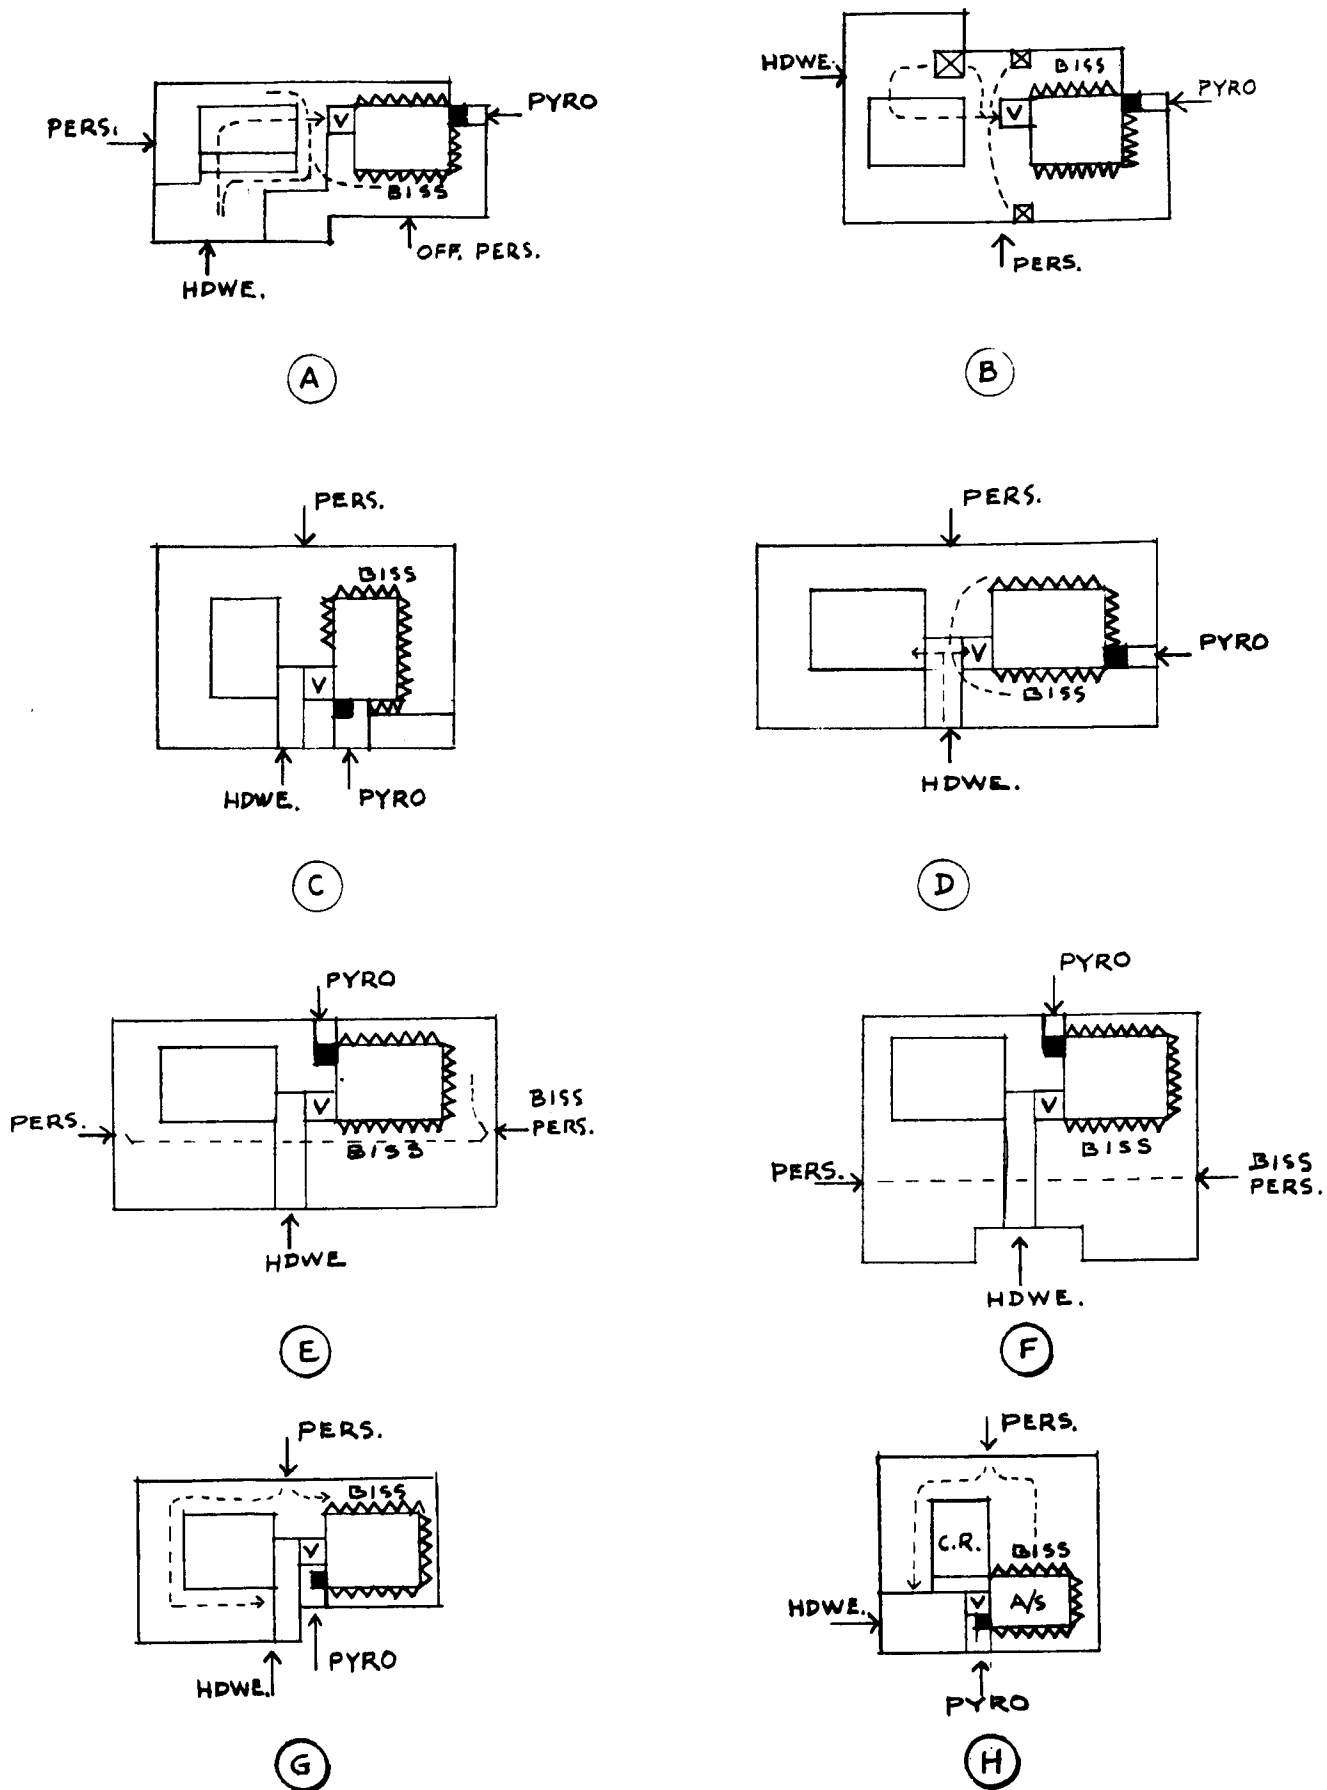 PERS.
V
PYRO
BISS
OFF. PERS.
HDWE.
A
HDWE.
BISS
V
PYRO
PERS.
B
PERS.
BISS
V
HDWE.
PYRO
C
PERS.
V
PYRO
BISS
HDWE.
D
PYRO
V
PERS.
BISS
BISS
PERS.
HDWE
E
PYRO
V
BISS
PERS.
BISS
PERS.
HDWE.
F
PERS.
BISS
V
HDWE.
PYRO
G
PERS.
C.R.
BISS
HDWE.
V
A/S
PYRO
H